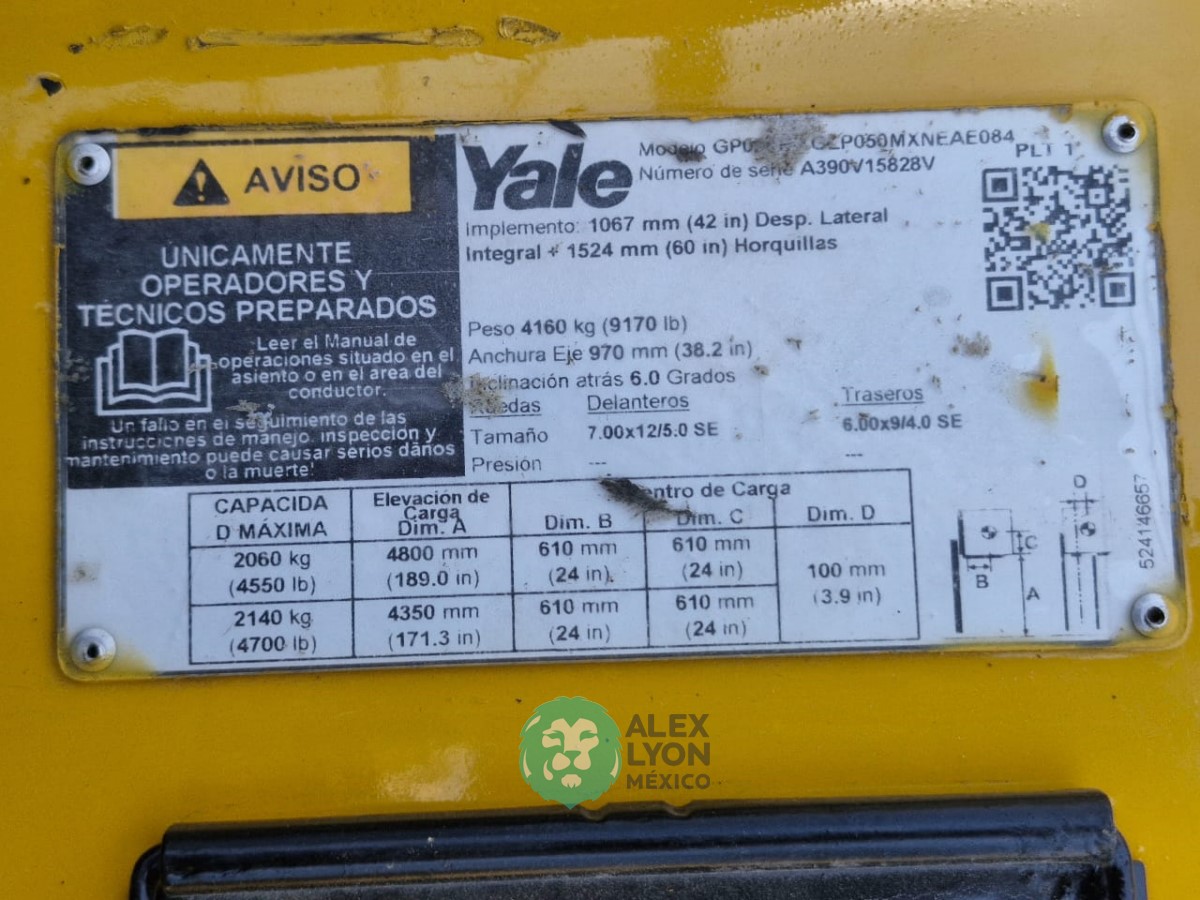 AVISO
ÚNICAMENTE
OPERADORES Y
TÉCNICOS PREPARADOS
Leer el Manual de
operaciones situado en el
asiento o en el area del
conductor.
Un fallo en el seguimiento de las
instrucciones de manejo, inspección y
mantenimiento puede causar serios daños
o la muerte!
Yale
Modelo GLP050MXNEAE084
Número de serie A390V15828V
PLT 1
Implemento: 1067 mm (42 in) Desp. Lateral
Integral + 1524 mm (60 in) Horquillas
Peso 4160 kg (9170 lb)
Anchura Eje 970 mm (38.2 in)
Inclinación atrás 6.0 Grados
Ruedas Delanteros Traseros
Tamaño 7.00x12/5.0 SE 6.00x9/4.0 SE
Presión --- ---
CAPACIDA
D MÁXIMA
Elevación de
Carga
Dim. A
Centro de Carga
Dim. B Dim. C Dim. D
2060 kg 4800 mm 610 mm 610 mm
(4550 lb) (189.0 in) (24 in). (24 in)
100 mm
(3.9 in)
2140 kg 4350 mm 610 mm 610 mm
(4700 lb) (171.3 in) (24 in) (24 in)
D
C
B
A
524146657
ALEX
LYON
MÉXICO